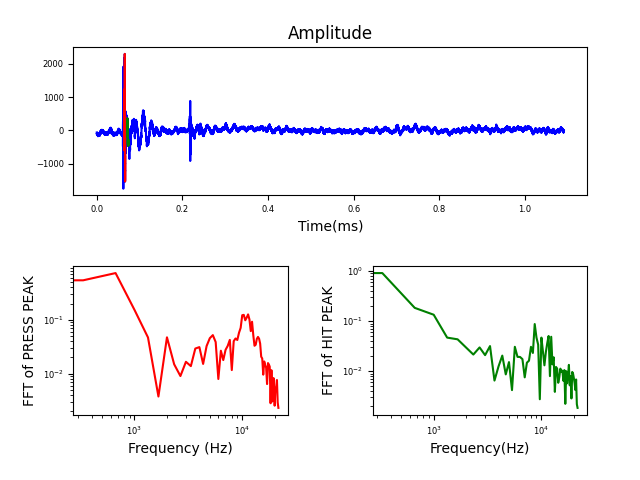 Amplitude
2000
1000
0
−1000
0.0 0.2 0.4 0.6 0.8 1.0
Time(ms)
FFT of PRESS PEAK
10⁻¹
10⁻²
10³ 10⁴
Frequency (Hz)
FFT of HIT PEAK
10⁰
10⁻¹
10⁻²
10³ 10⁴
Frequency(Hz)